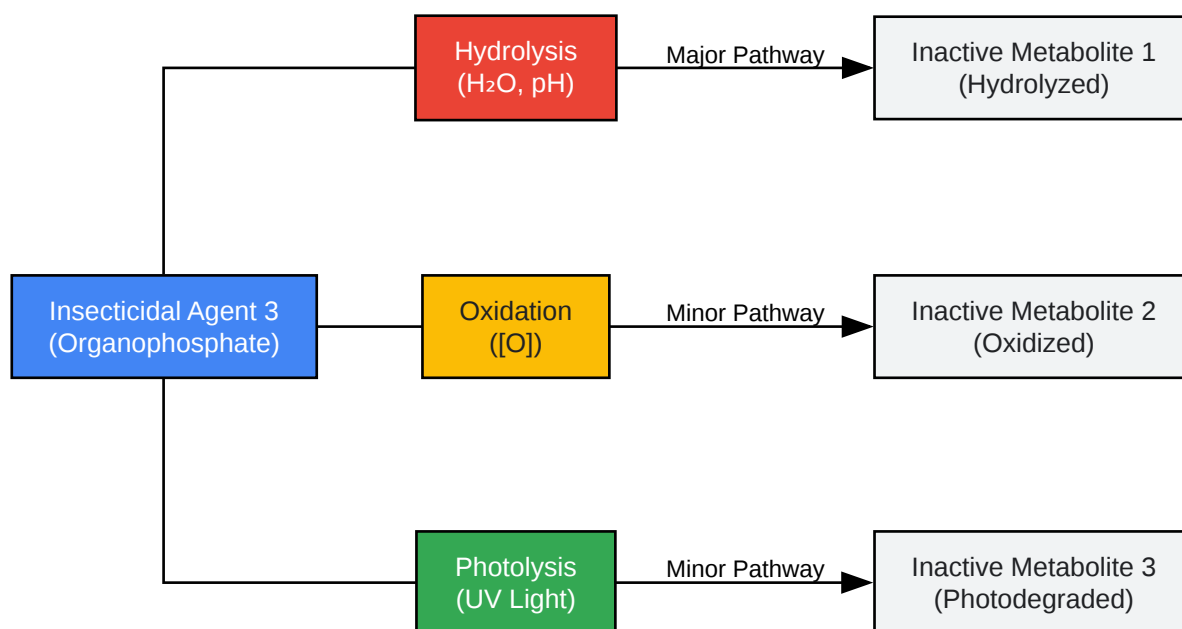 Hydrolysis
(H₂O, pH)
Major Pathway
Inactive Metabolite 1
(Hydrolyzed)
Insecticidal Agent 3
(Organophosphate)
Oxidation
([O])
Minor Pathway
Inactive Metabolite 2
(Oxidized)
Photolysis
(UV Light)
Minor Pathway
Inactive Metabolite 3
(Photodegraded)